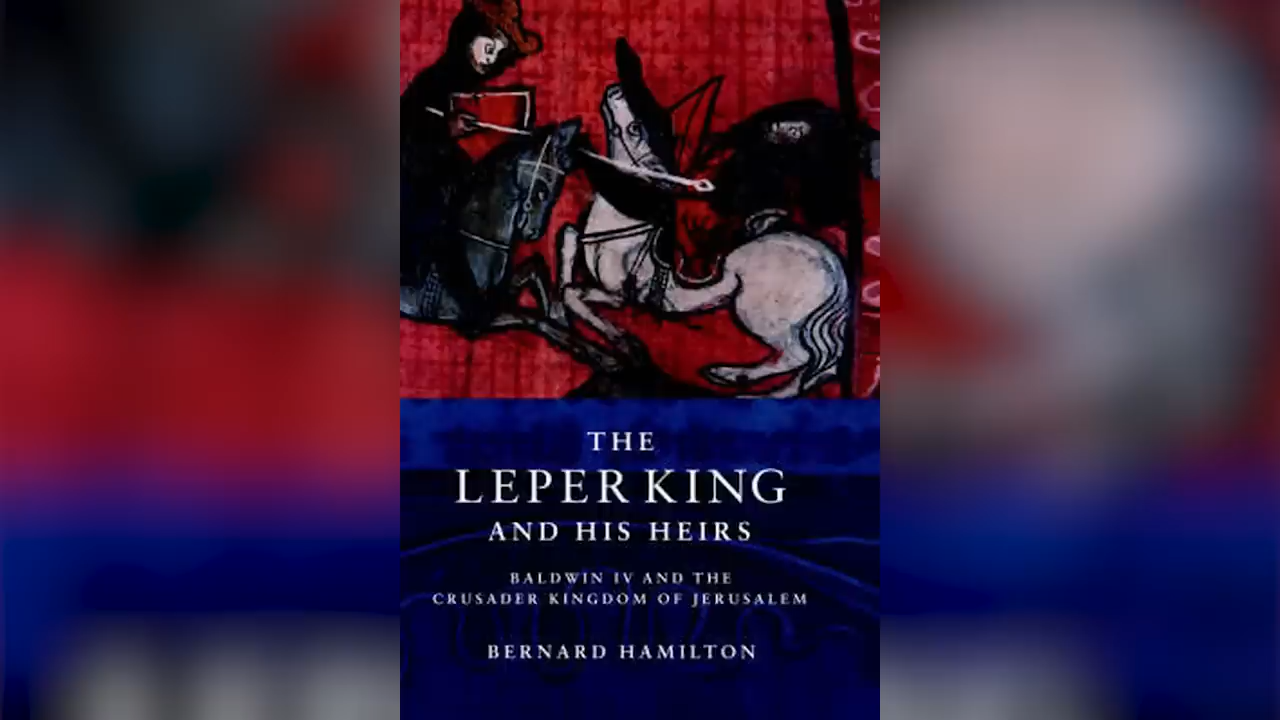 THE
LEPER KING
AND HIS HEIRS
BALDWIN IV AND THE
CRUSADER KINGDOM OF JERUSALEM
BERNARD HAMILTON